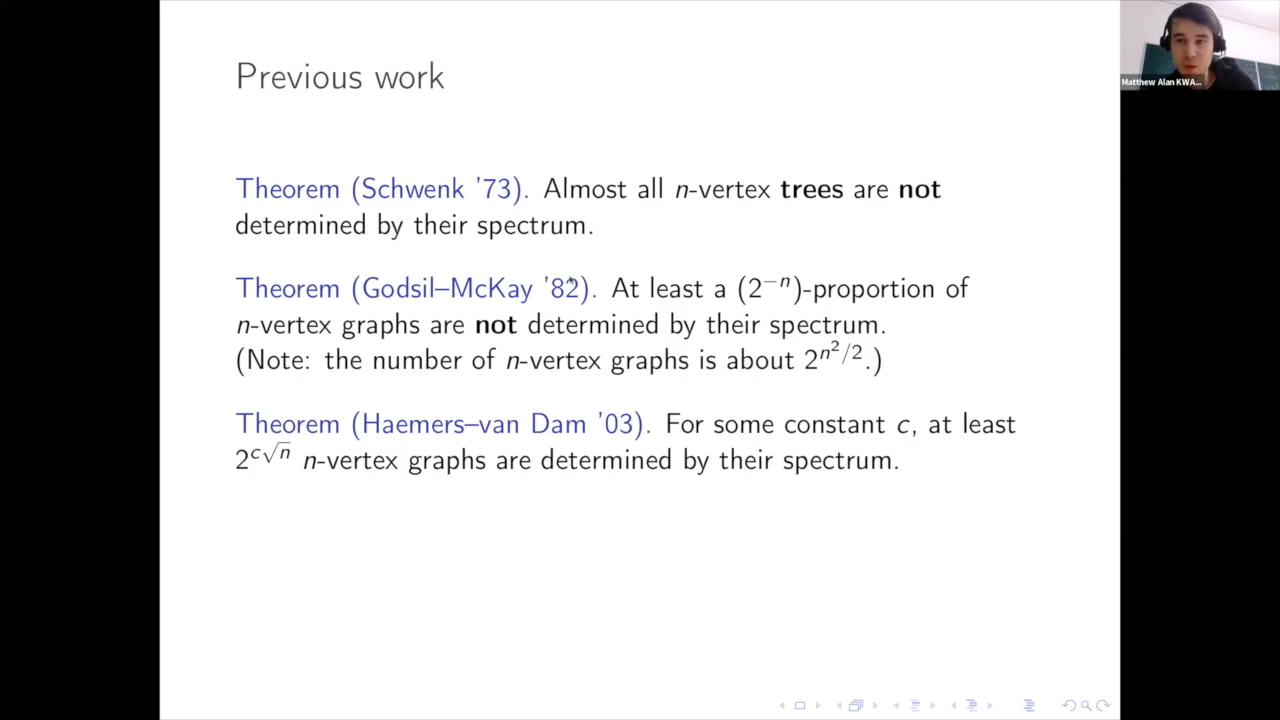 Previous work
Matthew Alan KWA...
Theorem (Schwenk '73). Almost all n-vertex trees are not
determined by their spectrum.
Theorem (Godsil–McKay '82). At least a (2⁻ⁿ)-proportion of
n-vertex graphs are not determined by their spectrum.
(Note: the number of n-vertex graphs is about 2^{n²/2}.)
Theorem (Haemers–van Dam '03). For some constant c, at least
2^{c√n} n-vertex graphs are determined by their spectrum.